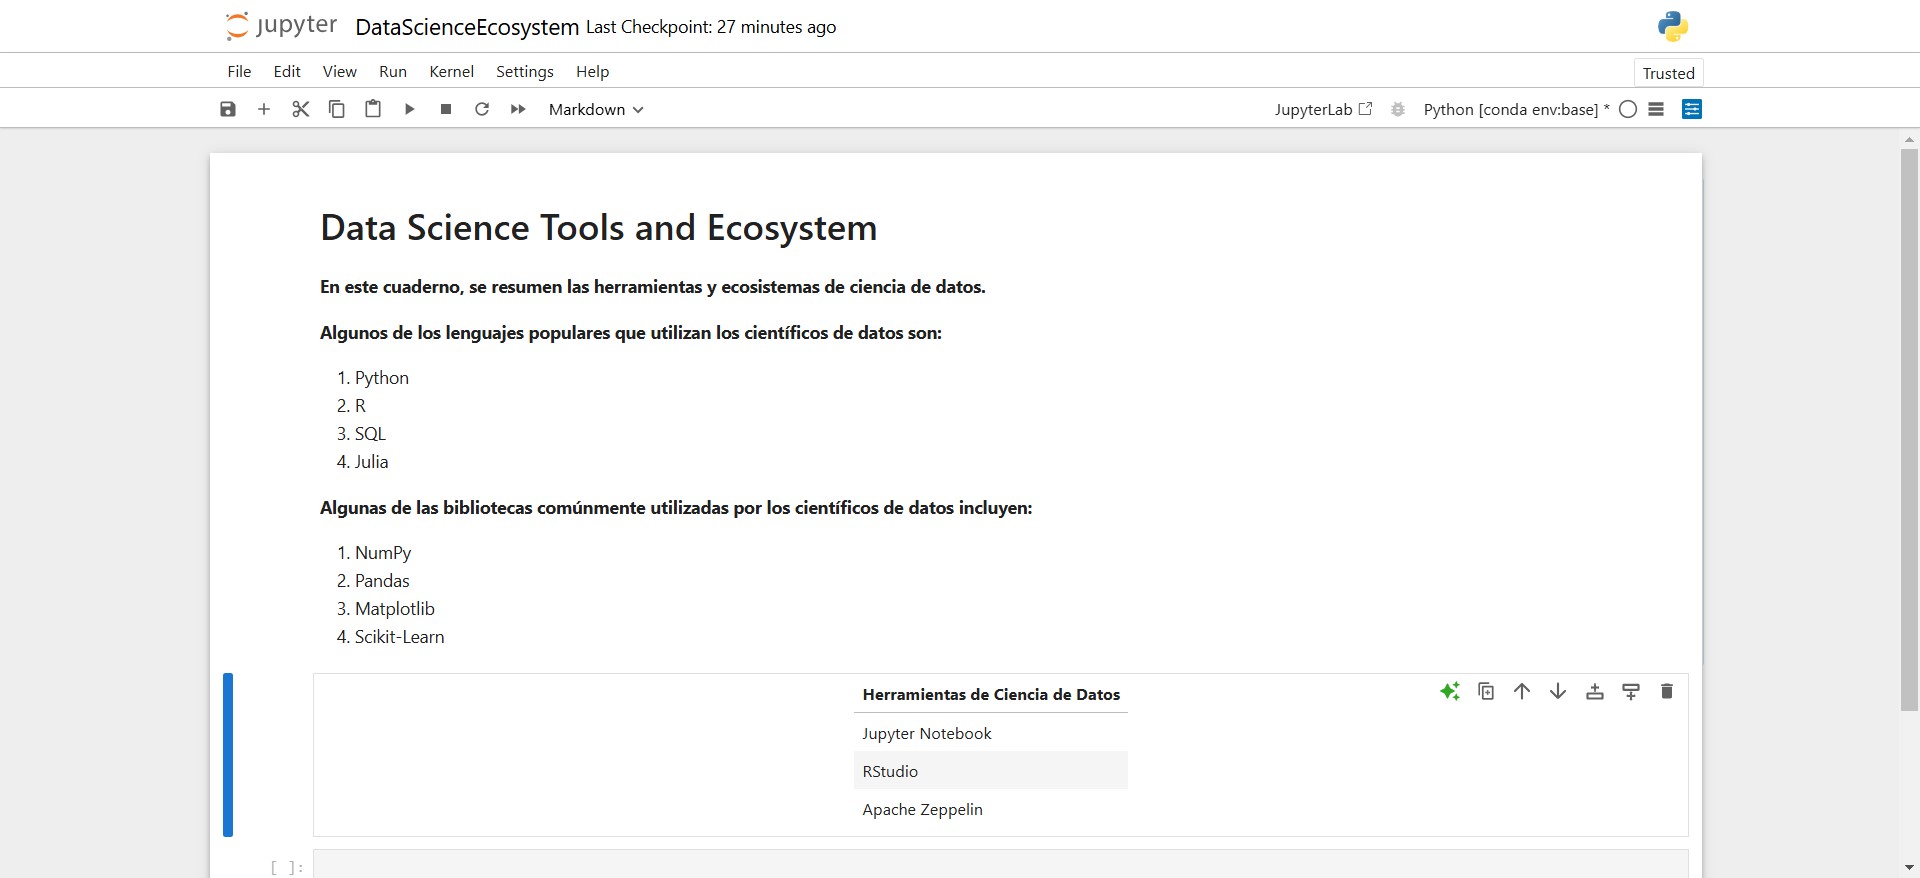 jupyter DataScienceEcosystem Last Checkpoint: 27 minutes ago
File Edit View Run Kernel Settings Help Trusted
Markdown JupyterLab Python [conda env:base] *
Data Science Tools and Ecosystem
En este cuaderno, se resumen las herramientas y ecosistemas de ciencia de datos.
Algunos de los lenguajes populares que utilizan los científicos de datos son:
1. Python
2. R
3. SQL
4. Julia
Algunas de las bibliotecas comúnmente utilizadas por los científicos de datos incluyen:
1. NumPy
2. Pandas
3. Matplotlib
4. Scikit-Learn
Herramientas de Ciencia de Datos
Jupyter Notebook
RStudio
Apache Zeppelin
[ ]: